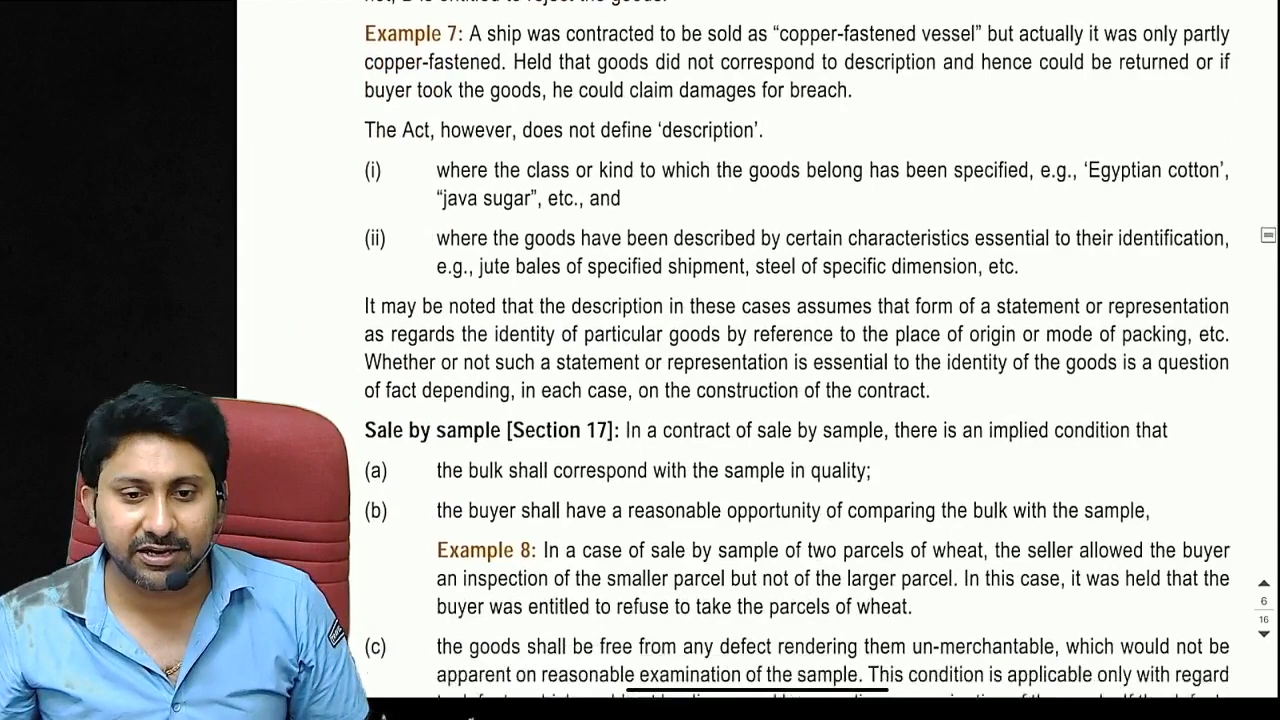 Example 7: A ship was contracted to be sold as “copper-fastened vessel” but actually it was only partly
copper-fastened. Held that goods did not correspond to description and hence could be returned or if
buyer took the goods, he could claim damages for breach.
The Act, however, does not define ‘description’.
(i) where the class or kind to which the goods belong has been specified, e.g., ‘Egyptian cotton’,
“java sugar”, etc., and
(ii) where the goods have been described by certain characteristics essential to their identification,
e.g., jute bales of specified shipment, steel of specific dimension, etc.
It may be noted that the description in these cases assumes that form of a statement or representation
as regards the identity of particular goods by reference to the place of origin or mode of packing, etc.
Whether or not such a statement or representation is essential to the identity of the goods is a question
of fact depending, in each case, on the construction of the contract.
Sale by sample [Section 17]: In a contract of sale by sample, there is an implied condition that
(a) the bulk shall correspond with the sample in quality;
(b) the buyer shall have a reasonable opportunity of comparing the bulk with the sample,
Example 8: In a case of sale by sample of two parcels of wheat, the seller allowed the buyer
an inspection of the smaller parcel but not of the larger parcel. In this case, it was held that the
buyer was entitled to refuse to take the parcels of wheat.
(c) the goods shall be free from any defect rendering them un-merchantable, which would not be
apparent on reasonable examination of the sample. This condition is applicable only with regard
6
16